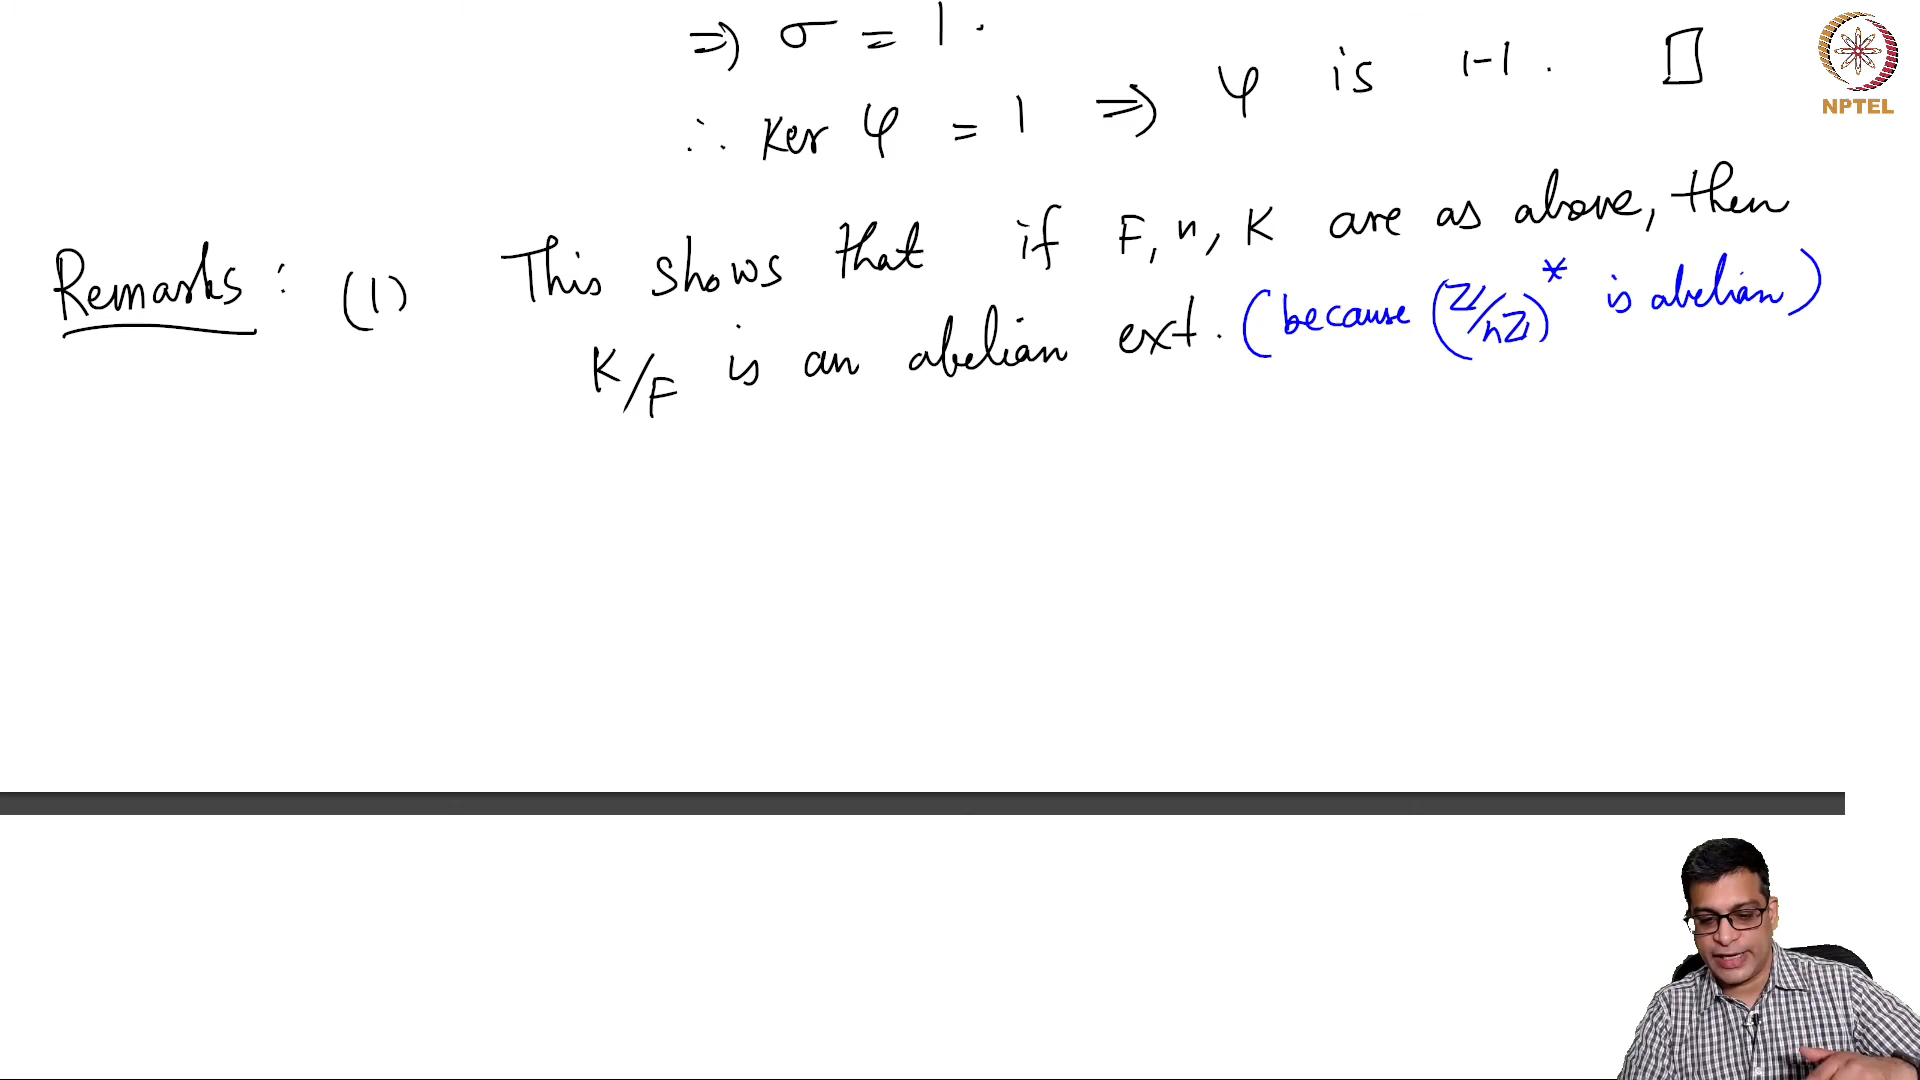 ⇒ σ = 1.
∴ Ker φ = 1 ⇒ φ is 1-1. □
NPTEL
Remarks: (1) This shows that if F, n, K are as above, then
K/F is an abelian ext. (because (ℤ/nℤ)* is abelian)